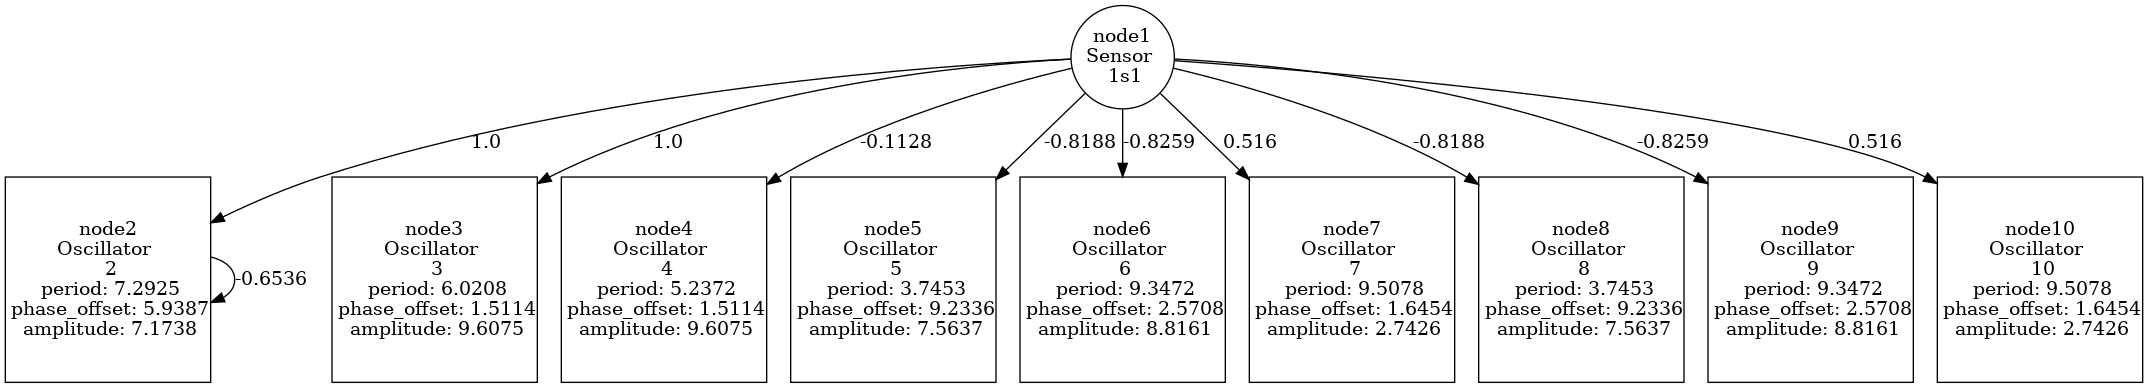 node1
Sensor
1s1
1.0
1.0
-0.1128
-0.8188
-0.8259
0.516
-0.8188
-0.8259
0.516
node2
Oscillator
2
period: 7.2925
phase_offset: 5.9387
amplitude: 7.1738
-0.6536
node3
Oscillator
3
period: 6.0208
phase_offset: 1.5114
amplitude: 9.6075
node4
Oscillator
4
period: 5.2372
phase_offset: 1.5114
amplitude: 9.6075
node5
Oscillator
5
period: 3.7453
phase_offset: 9.2336
amplitude: 7.5637
node6
Oscillator
6
period: 9.3472
phase_offset: 2.5708
amplitude: 8.8161
node7
Oscillator
7
period: 9.5078
phase_offset: 1.6454
amplitude: 2.7426
node8
Oscillator
8
period: 3.7453
phase_offset: 9.2336
amplitude: 7.5637
node9
Oscillator
9
period: 9.3472
phase_offset: 2.5708
amplitude: 8.8161
node10
Oscillator
10
period: 9.5078
phase_offset: 1.6454
amplitude: 2.7426